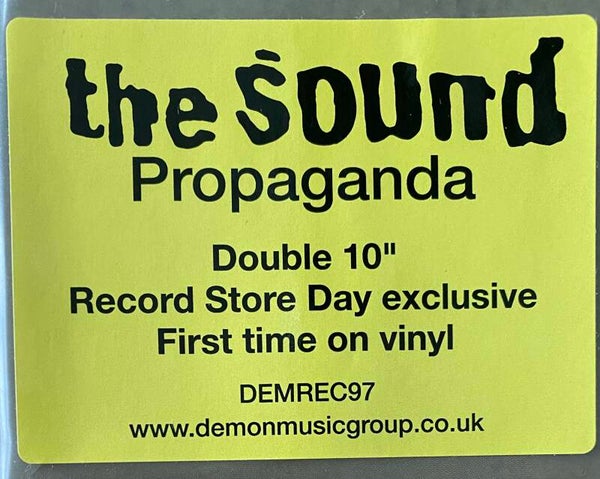 the Sound
Propaganda
Double 10"
Record Store Day exclusive
First time on vinyl
DEMREC97
www.demonmusicgroup.co.uk